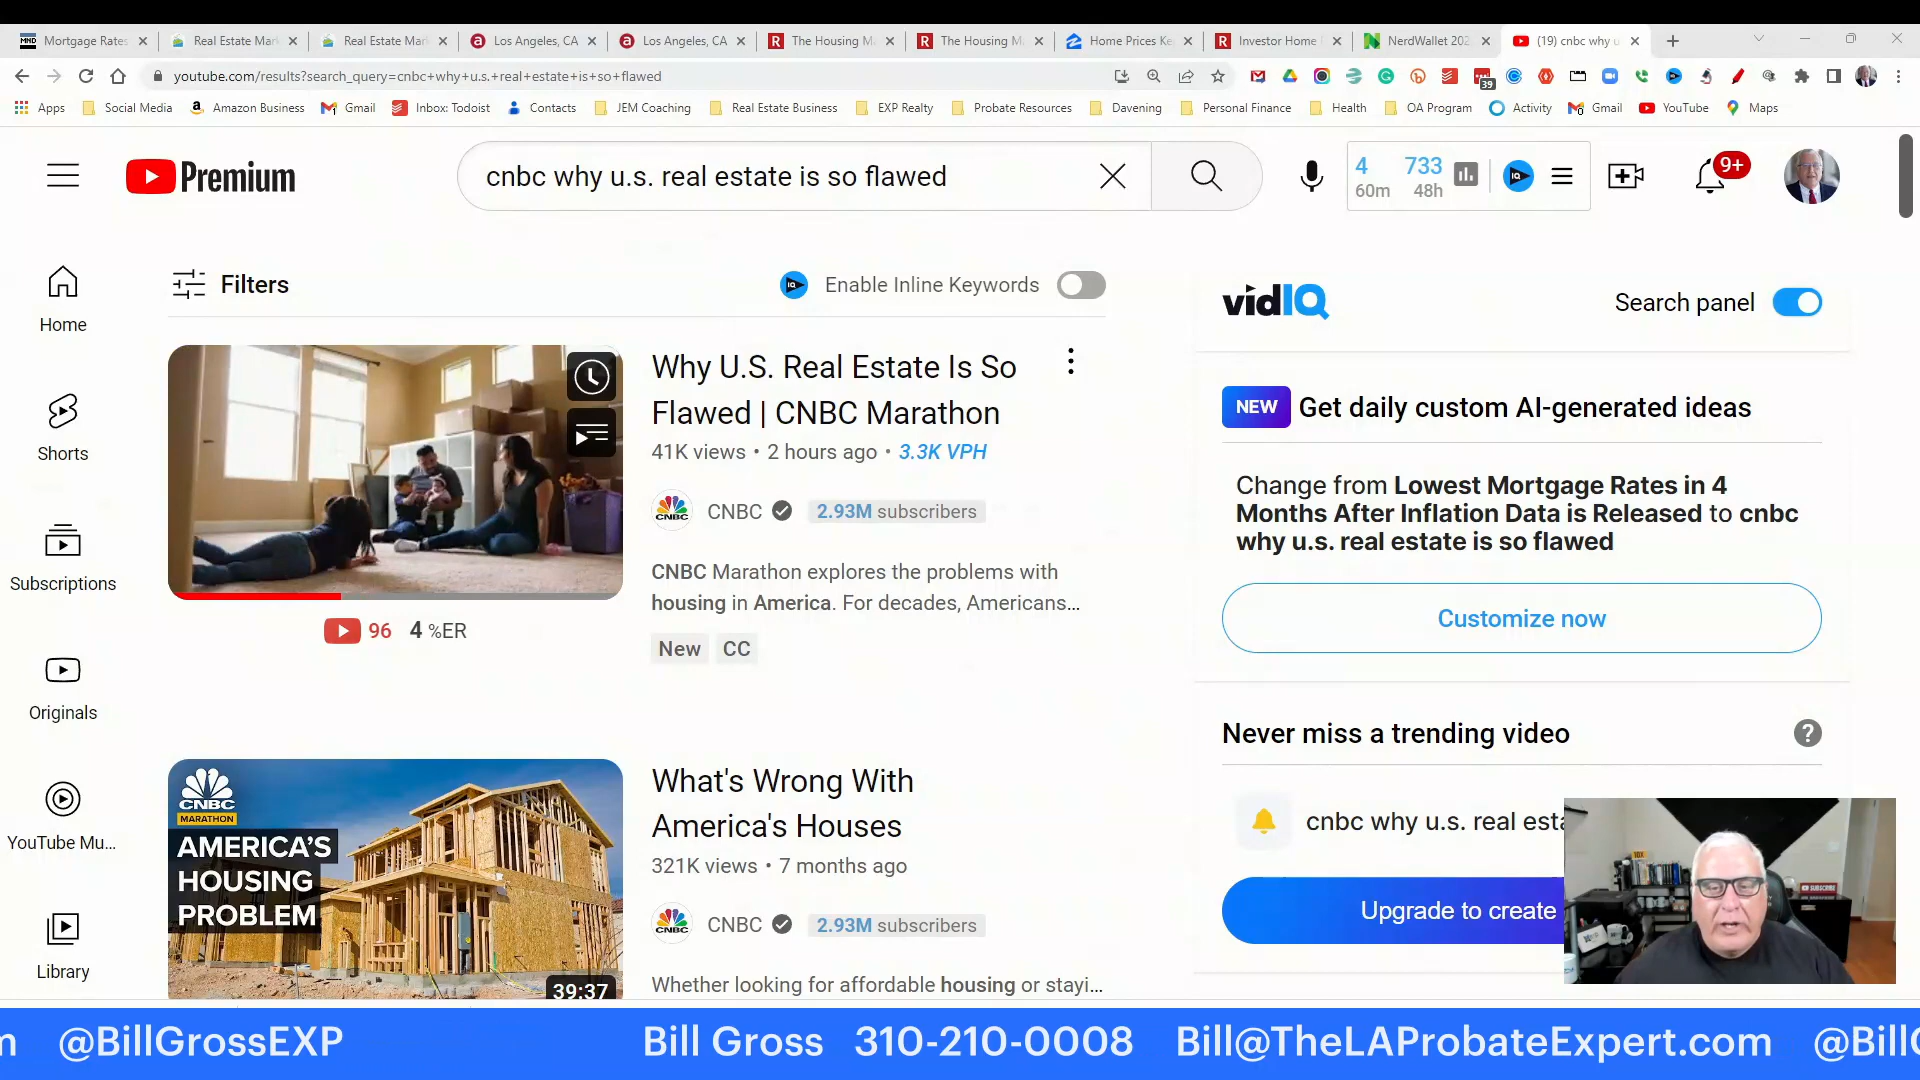 Mortgage Rates
Real Estate Mar
Real Estate Mar
Los Angeles, CA
Los Angeles, CA
The Housing M
The Housing M
Home Prices Ke
Investor Home
NerdWallet 202
(19) cnbc why u
youtube.com/results?search_query=cnbc+why+u.s.+real+estate+is+so+flawed
39
Apps
Social Media
Amazon Business
Gmail
Inbox: Todoist
Contacts
JEM Coaching
Real Estate Business
EXP Realty
Probate Resources
Davening
Personal Finance
Health
OA Program
Activity
Gmail
YouTube
Maps
Premium
cnbc why u.s. real estate is so flawed
4 733
60m 48h
9+
Home
Shorts
Subscriptions
Originals
YouTube Mu...
Library
Filters
Enable Inline Keywords
Why U.S. Real Estate Is So
Flawed | CNBC Marathon
41K views • 2 hours ago • 3.3K VPH
CNBC 2.93M subscribers
CNBC Marathon explores the problems with
housing in America. For decades, Americans...
New CC
96 4 %ER
CNBC
MARATHON
AMERICA'S
HOUSING
PROBLEM
39:37
What's Wrong With
America's Houses
321K views • 7 months ago
CNBC 2.93M subscribers
Whether looking for affordable housing or stayi...
vidIQ
Search panel
NEW Get daily custom AI-generated ideas
Change from Lowest Mortgage Rates in 4
Months After Inflation Data is Released to cnbc
why u.s. real estate is so flawed
Customize now
Never miss a trending video
?
cnbc why u.s. real esta
Upgrade to create
SUBSCRIBE
m @BillGrossEXP Bill Gross 310-210-0008 Bill@TheLAProbateExpert.com @BillG